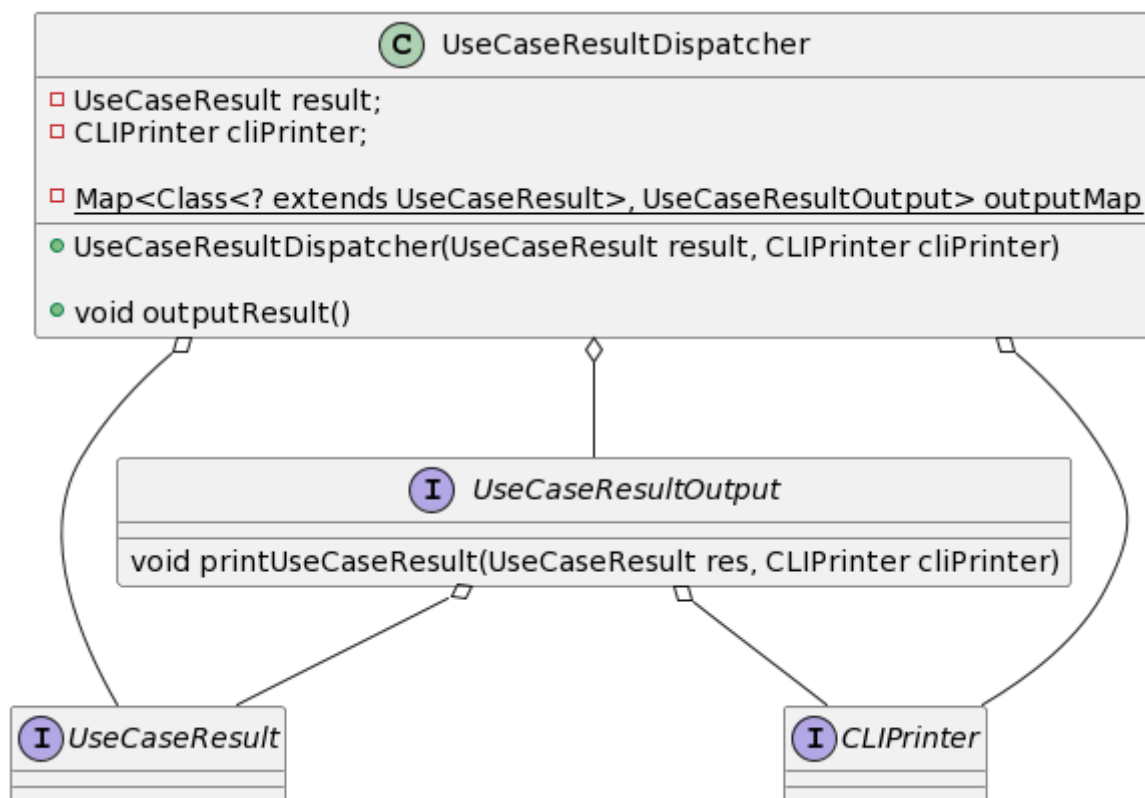 C UseCaseResultDispatcher
UseCaseResult result;
CLIPrinter cliPrinter;
Map<Class<? extends UseCaseResult>, UseCaseResultOutput> outputMap
UseCaseResultDispatcher(UseCaseResult result, CLIPrinter cliPrinter)
void outputResult()
I UseCaseResultOutput
void printUseCaseResult(UseCaseResult res, CLIPrinter cliPrinter)
I UseCaseResult
I CLIPrinter